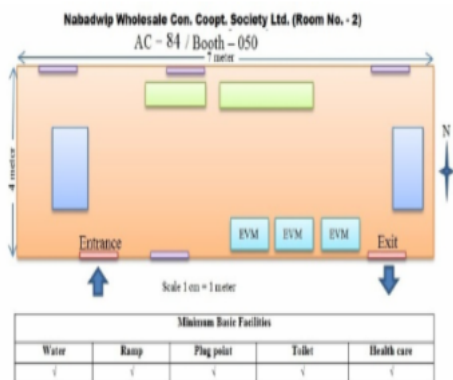 Nabadwip Wholesale Con. Coopt. Society Ltd. (Room No. - 2)
AC - 84 / Booth - 050
7 meter
4 meter
N
EVM EVM EVM
Entrance Exit
Scale 1 cm = 1 meter
Minimum Basic Facilities
Water Ramp Plug point Toilet Health care
√ √ √ √ √